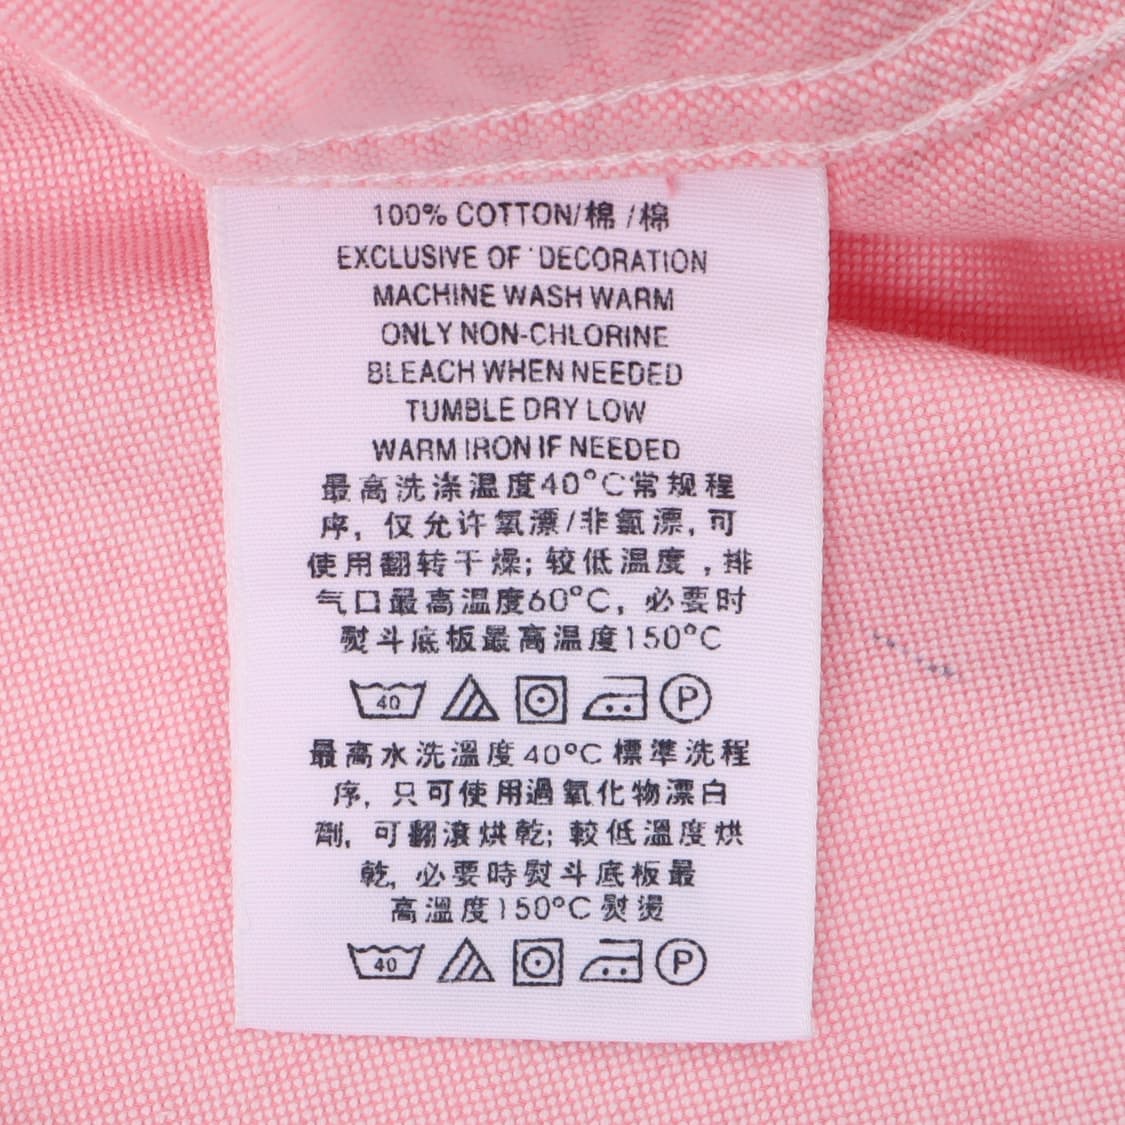 100% COTTON/棉 /棉
EXCLUSIVE OF DECORATION
MACHINE WASH WARM
ONLY NON-CHLORINE
BLEACH WHEN NEEDED
TUMBLE DRY LOW
WARM IRON IF NEEDED
最高洗涤温度40°C常规程
序, 仅允许氧漂/非氯漂,可
使用翻转干燥; 较低温度 , 排
气口最高温度60°C, 必要时
熨斗底板最高温度150°C
40 P
最高水洗溫度40°C 標準洗程
序, 只可使用過氧化物漂白
劑, 可翻滾烘乾; 較低溫度烘
乾, 必要時熨斗底板最
高溫度150°C 熨燙
40 P